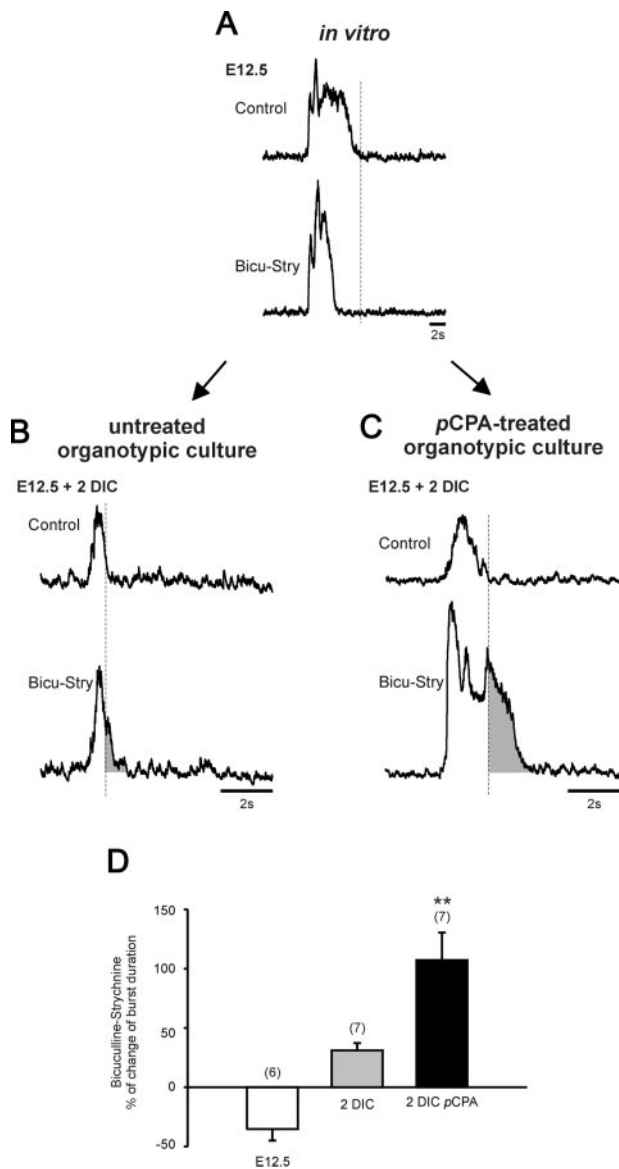 A
in vitro
E12.5
Control
Bicu-Stry
2s
B
untreated
organotypic culture
E12.5 + 2 DIC
Control
Bicu-Stry
2s
C
pCPA-treated
organotypic culture
E12.5 + 2 DIC
Control
Bicu-Stry
2s
D
Bicuculline-Strychnine
% of change of burst duration
150
100
50
0
-50
(6)
(7)
**
(7)
E12.5
2 DIC
2 DIC pCPA